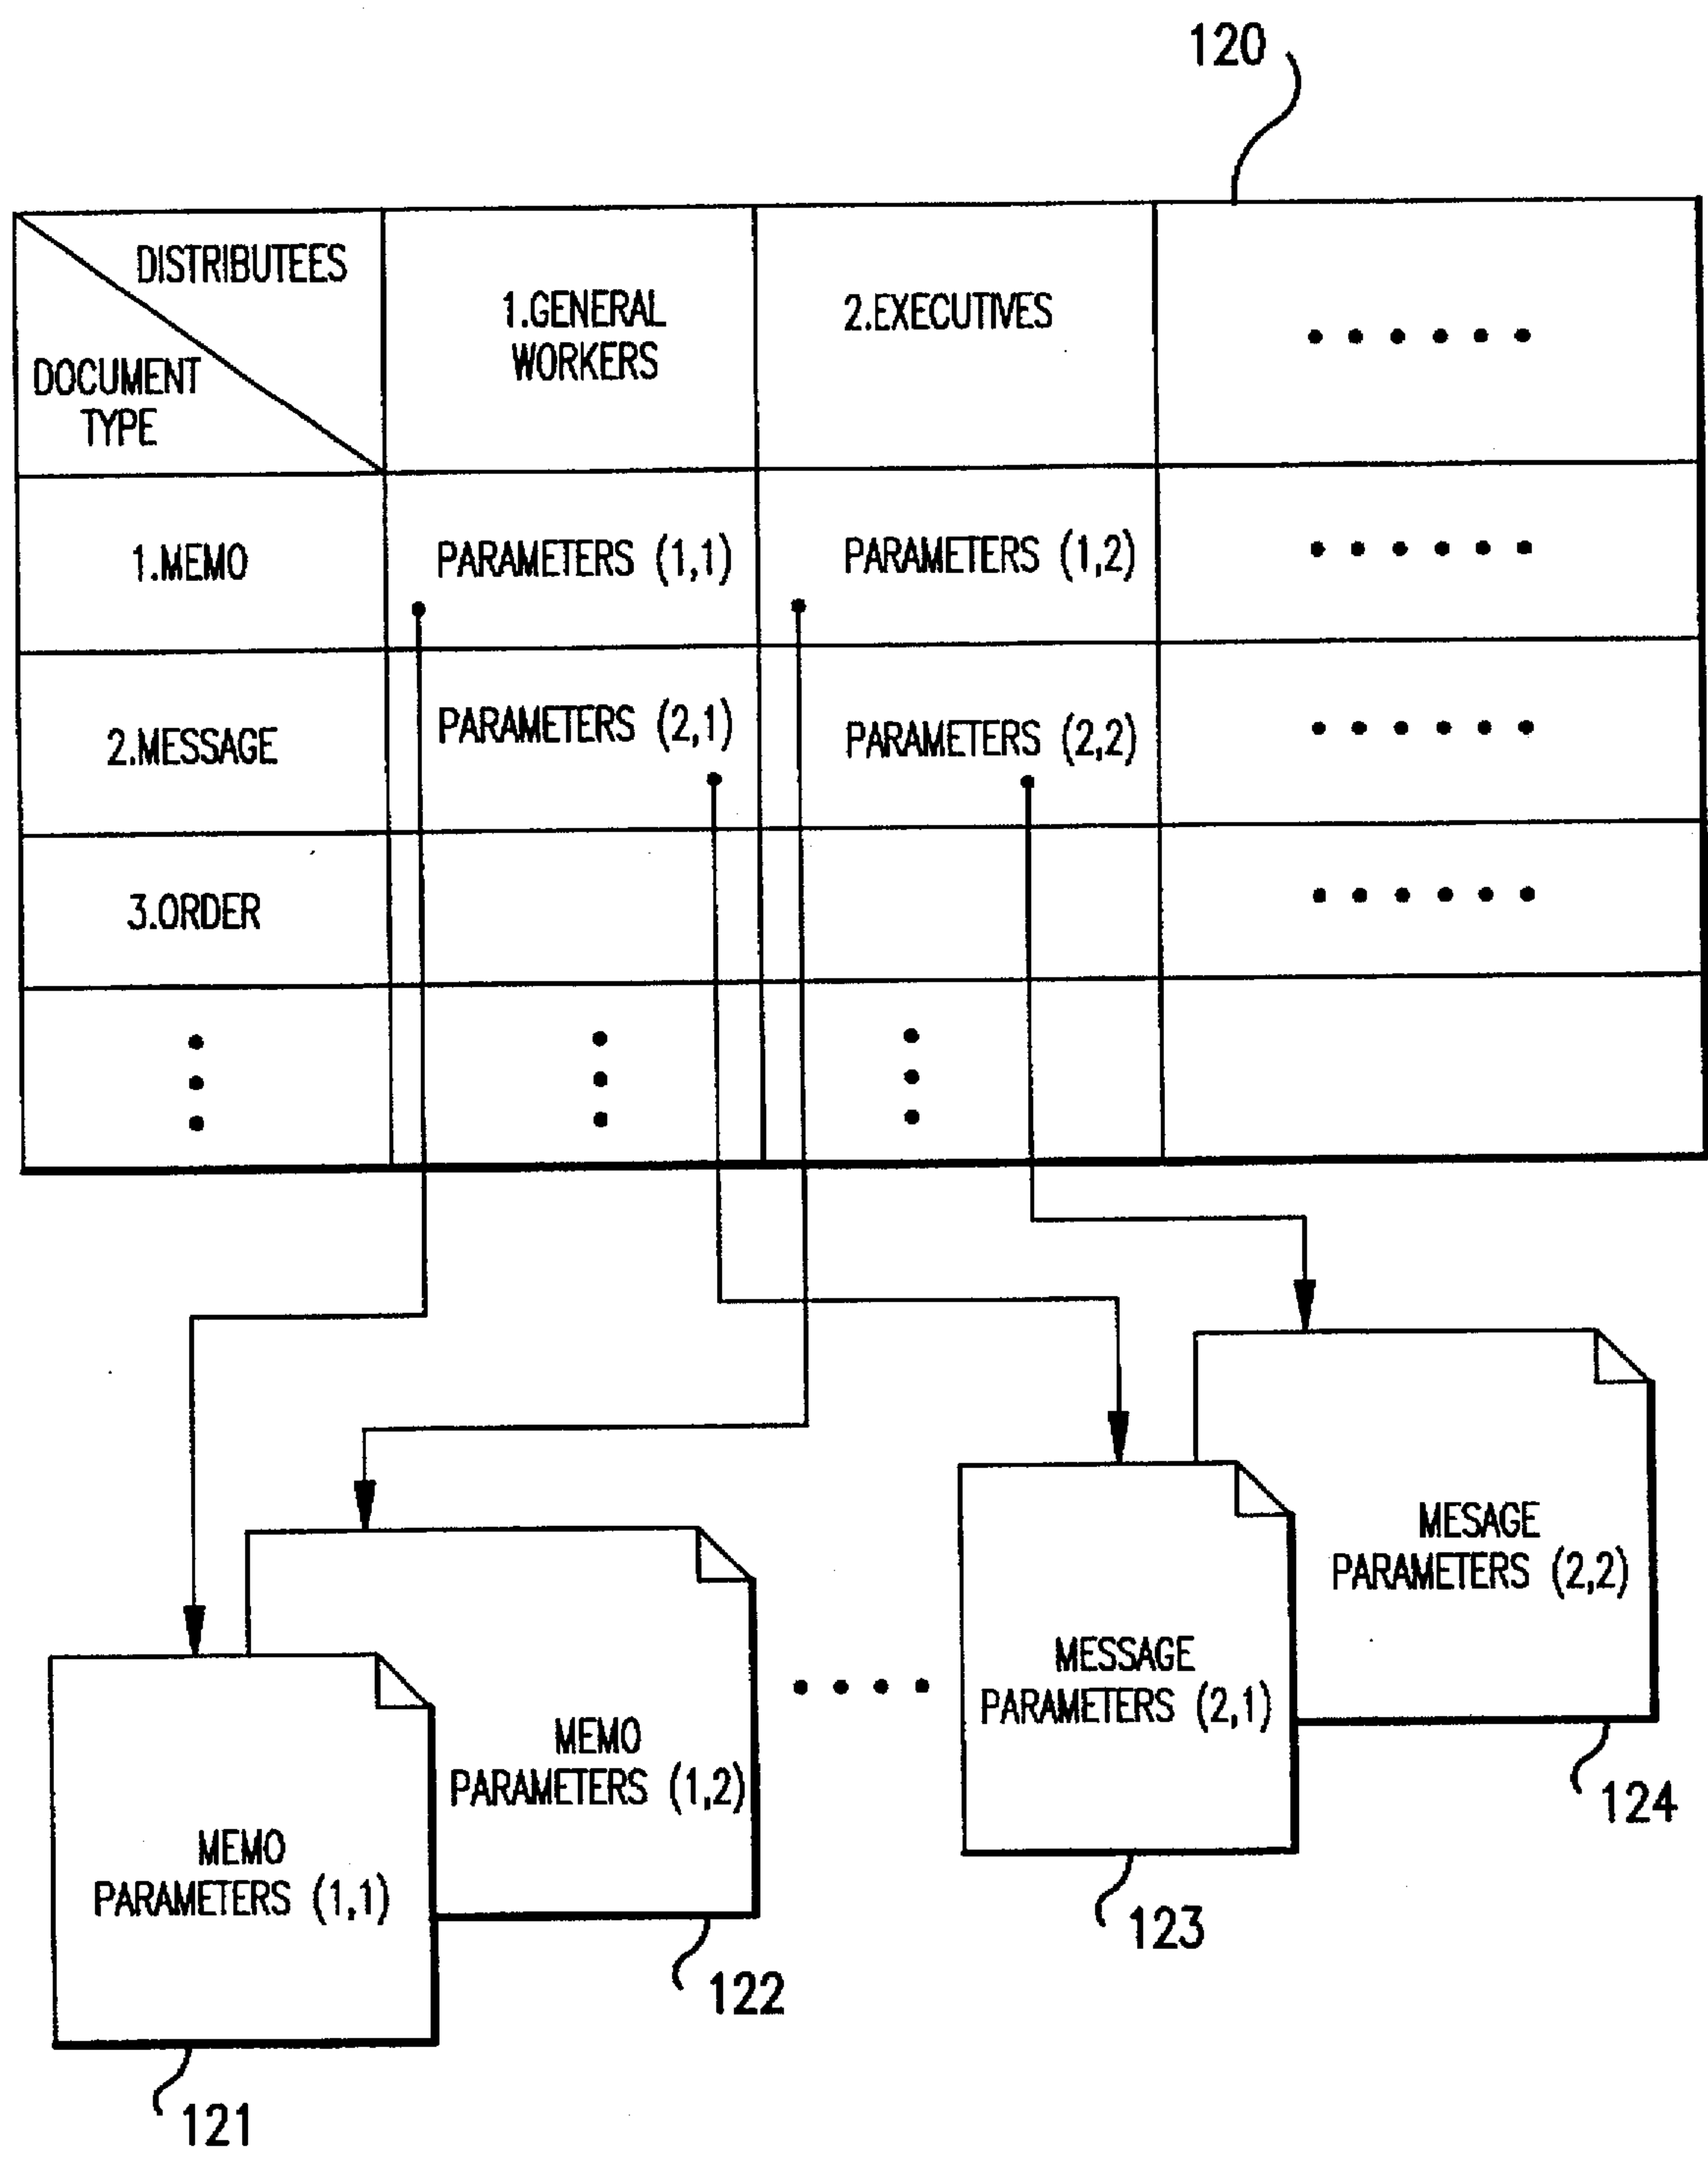 120
DISTRIBUTEES
DOCUMENT
TYPE
1.GENERAL
WORKERS
2.EXECUTIVES
......
1.MEMO
PARAMETERS (1,1)
PARAMETERS (1,2)
......
2.MESSAGE
PARAMETERS (2,1)
PARAMETERS (2,2)
......
3.ORDER
......
MESAGE
PARAMETERS (2,2)
124
MESSAGE
PARAMETERS (2,1)
123
....
MEMO
PARAMETERS (1,2)
122
MEMO
PARAMETERS (1,1)
121